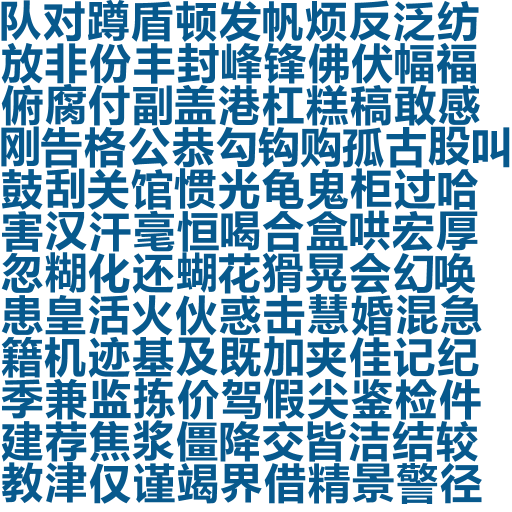 队对蹲盾顿发帆烦反泛纺
放非份丰封峰锋佛伏幅福
俯腐付副盖港杠糕稿敢感
刚告格公恭勾钩购孤古股叫
鼓刮关馆惯光龟鬼柜过哈
害汉汗毫恒喝合盒哄宏厚
忽糊化还蝴花猾晃会幻唤
患皇活火伙惑击慧婚混急
籍机迹基及既加夹佳记纪
季兼监拣价驾假尖鉴检件
建荐焦浆僵降交皆洁结较
教津仅谨竭界借精景警径